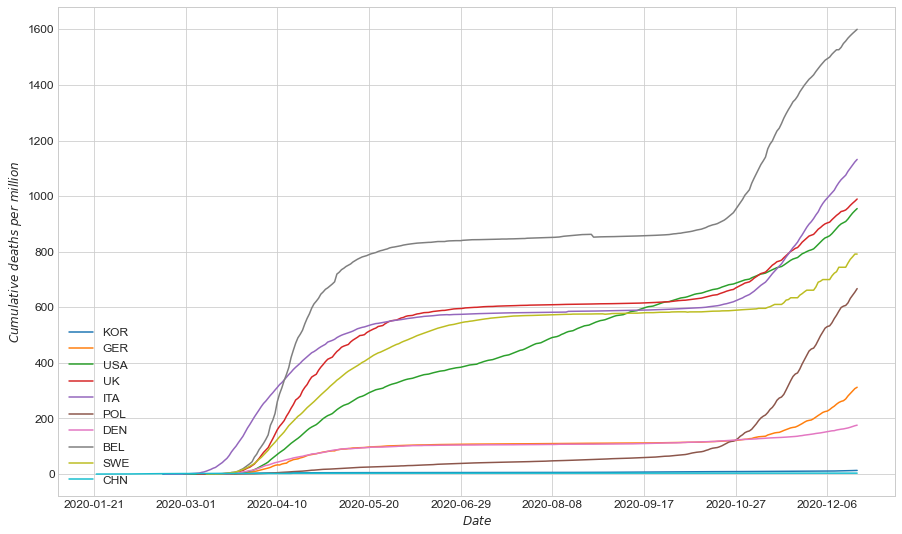 1600
1400
1200
1000
800
600
400
200
0
Cumulative deaths per million
KOR
GER
USA
UK
ITA
POL
DEN
BEL
SWE
CHN
2020-01-21 2020-03-01 2020-04-10 2020-05-20 2020-06-29 2020-08-08 2020-09-17 2020-10-27 2020-12-06
Date